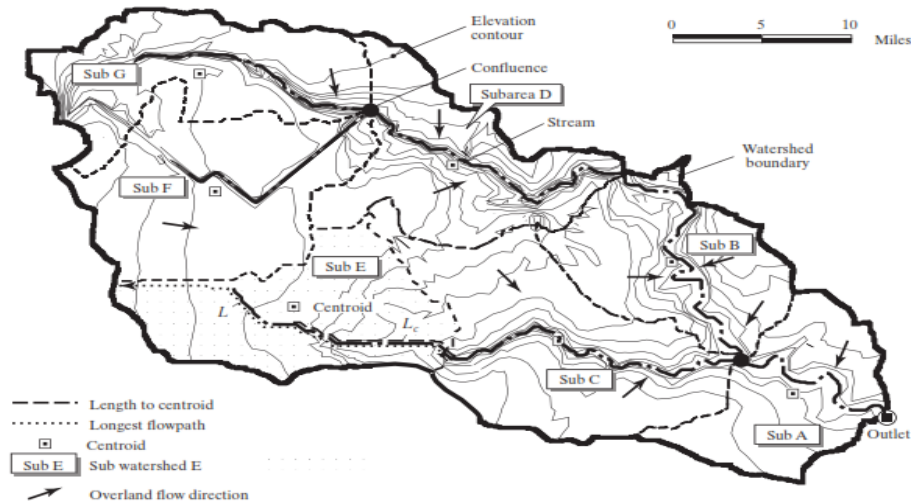 0 5 10
Miles
Elevation
contour
Confluence
Sub G
Subarea D
Stream
Watershed
boundary
Sub F
Sub B
Sub E
Centroid
L
L_c
Sub C
Sub A
Outlet
Length to centroid
Longest flowpath
Centroid
Sub E Sub watershed E
Overland flow direction